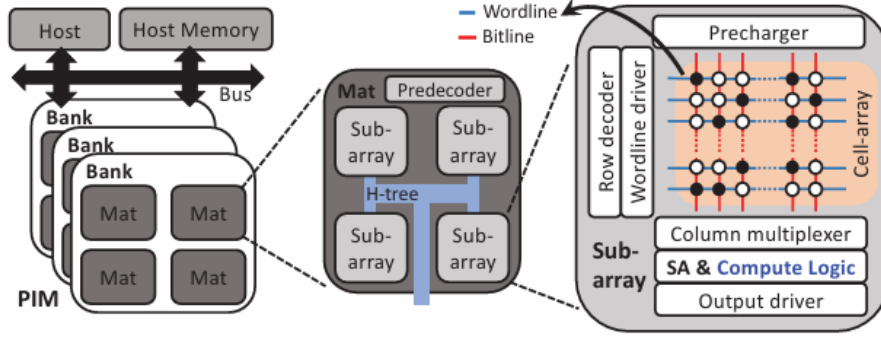 Host
Host Memory
Bus
Bank
Bank
Bank
Mat
Mat
Mat
Mat
PIM
Mat
Predecoder
Sub-
array
Sub-
array
H-tree
Sub-
array
Sub-
array
Wordline
Bitline
Precharger
Row decoder
Wordline driver
Cell-array
Column multiplexer
Sub-
array
SA & Compute Logic
Output driver